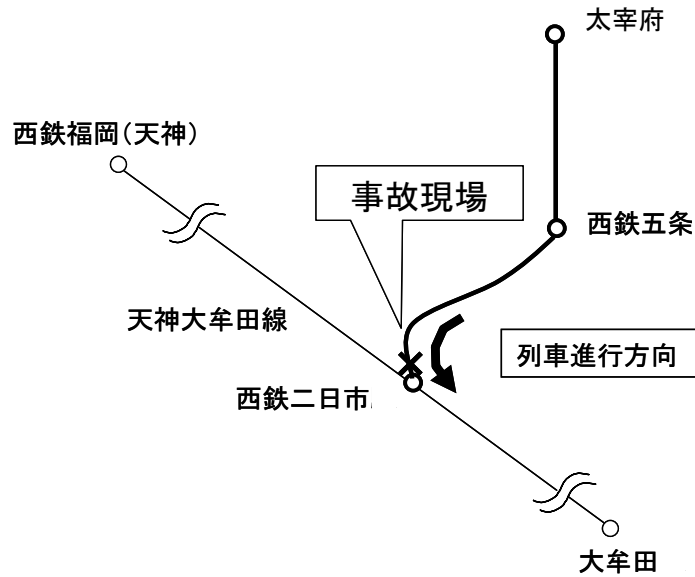 太宰府
西鉄福岡（天神）
事故現場
西鉄五条
天神大牟田線
列車進行方向
西鉄二日市
大牟田